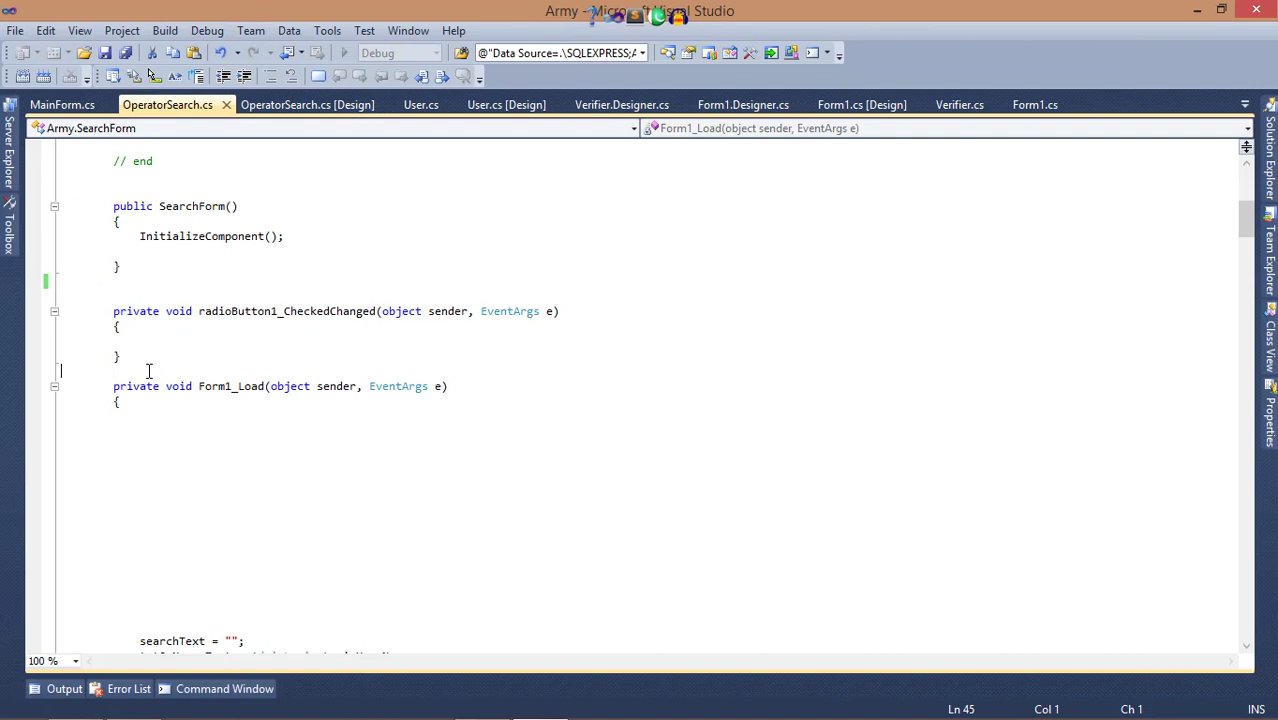 Army - Microsoft Visual Studio
File Edit View Project Build Debug Team Data Tools Test Window Help
Debug @"Data Source=.\SQLEXPRESS;A
MainForm.cs OperatorSearch.cs OperatorSearch.cs [Design] User.cs User.cs [Design] Verifier.Designer.cs Form1.Designer.cs Form1.cs [Design] Verifier.cs Form1.cs
Army.SearchForm Form1_Load(object sender, EventArgs e)
Server Explorer
Toolbox
// end
public SearchForm()
{
InitializeComponent();
}
private void radioButton1_CheckedChanged(object sender, EventArgs e)
{
}
private void Form1_Load(object sender, EventArgs e)
{
searchText = "";
Solution Explorer
Team Explorer
Class View
Properties
100 %
Output Error List Command Window
Ln 45 Col 1 Ch 1 INS